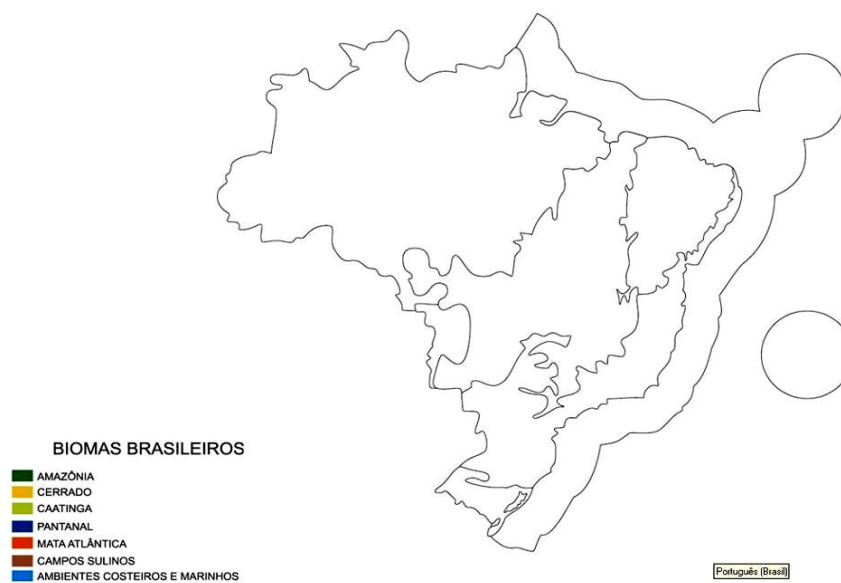 BIOMAS BRASILEIROS
AMAZÔNIA
CERRADO
CAATINGA
PANTANAL
MATA ATLÂNTICA
CAMPOS SULINOS
AMBIENTES COSTEIROS E MARINHOS
Português (Brasil)